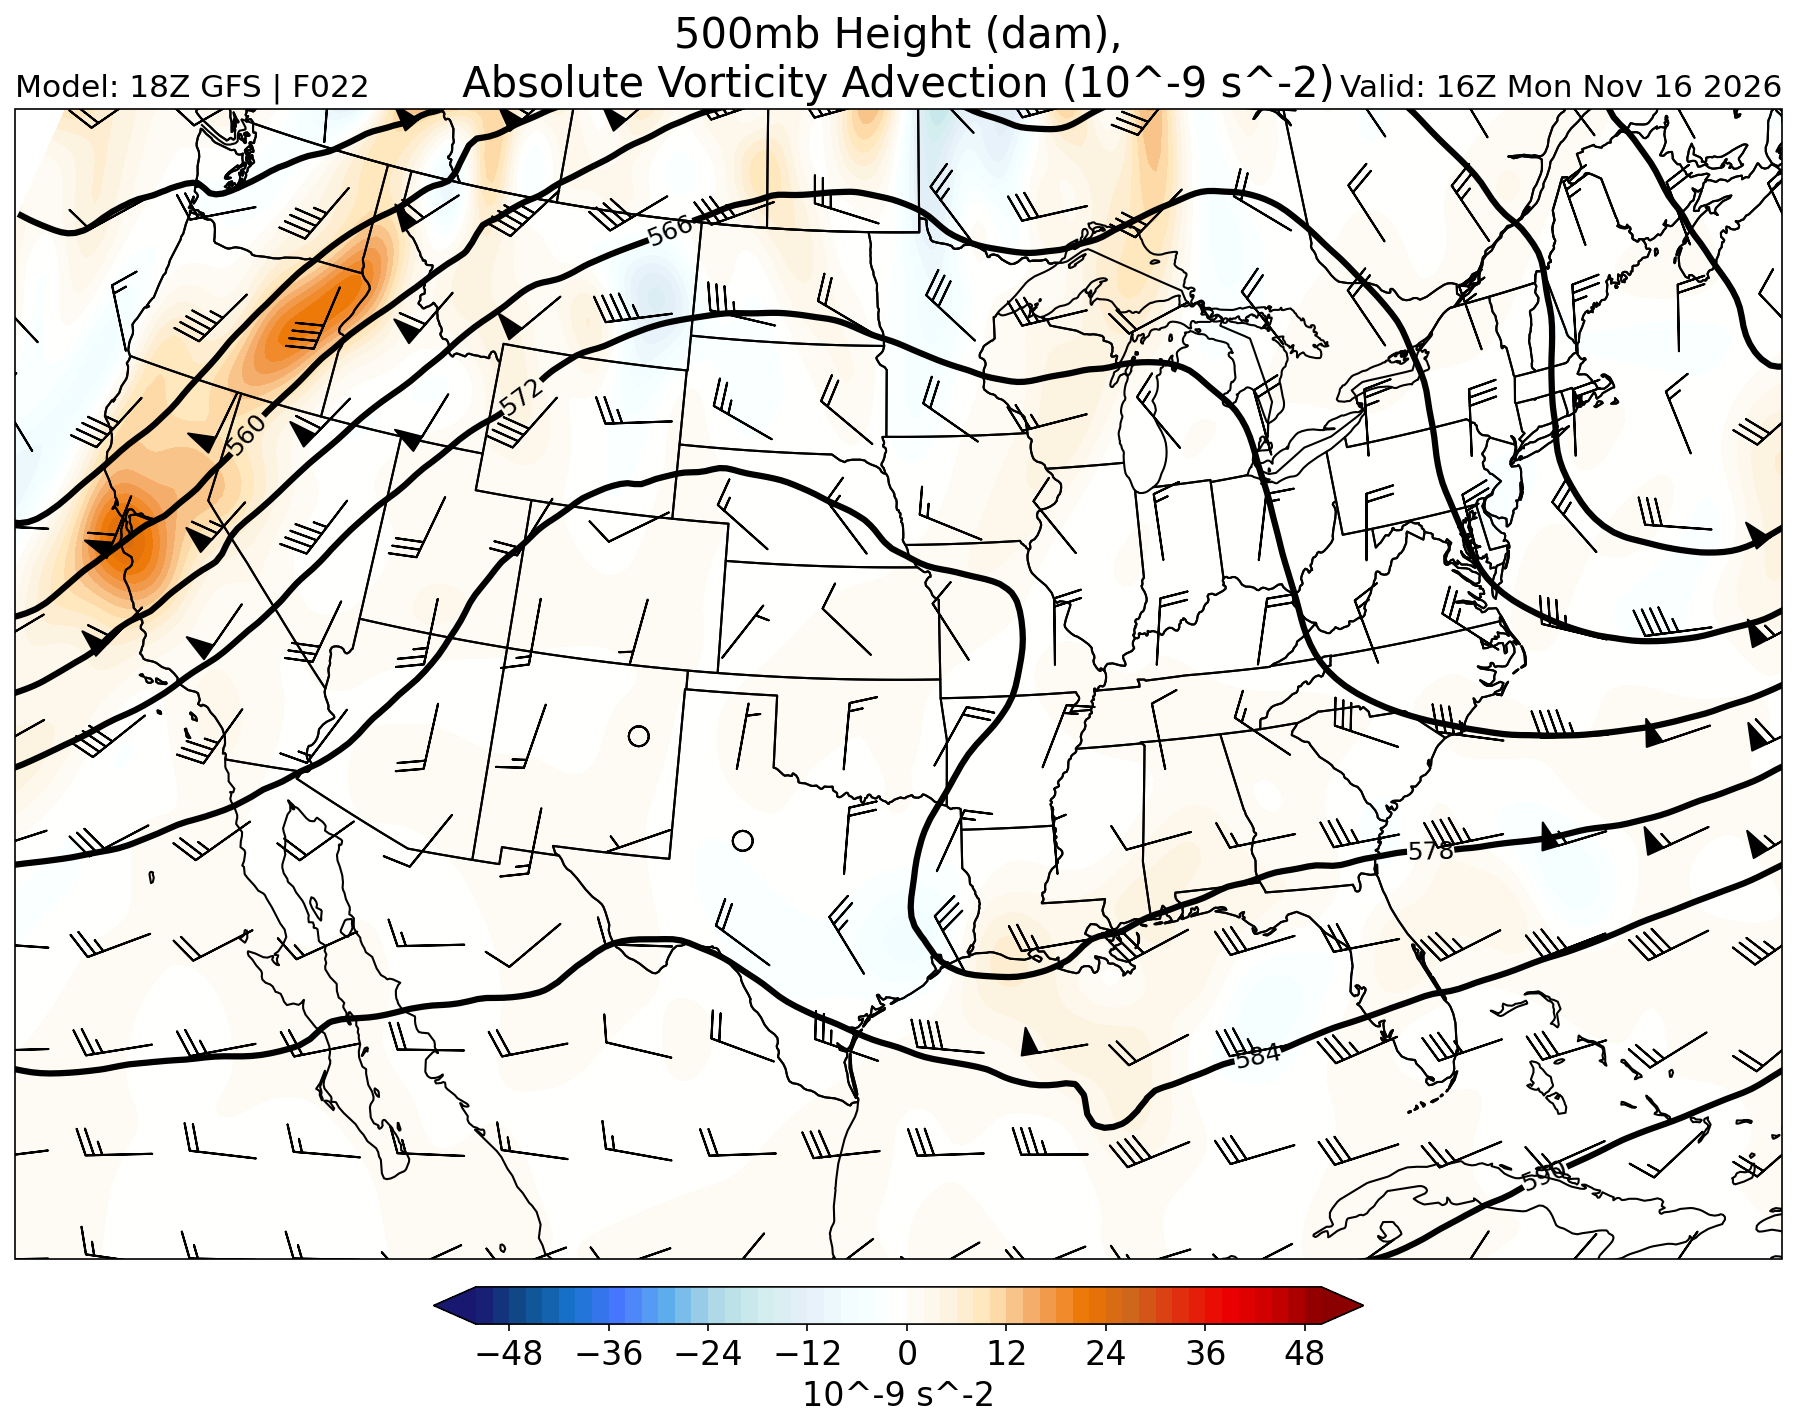 500mb Height (dam),
Model: 18Z GFS | F022
Absolute Vorticity Advection (10^-9 s^-2)
Valid: 16Z Mon Nov 16 2026
566
572
560
578
584
590
−48 −36 −24 −12 0 12 24 36 48
10^-9 s^-2